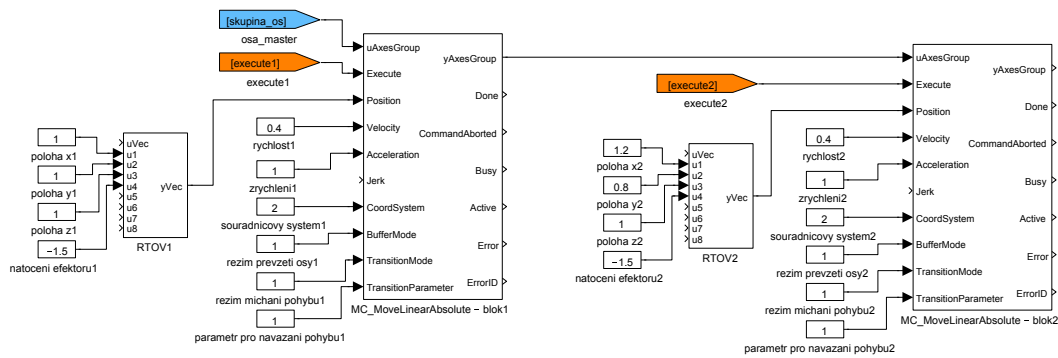 [skupina_os]
osa_master
[execute1]
execute1
uAxesGroup
Execute
Position
Velocity
Acceleration
Jerk
CoordSystem
BufferMode
TransitionMode
TransitionParameter
yAxesGroup
Done
CommandAborted
Busy
Active
Error
ErrorID
MC_MoveLinearAbsolute − blok1
1
poloha x1
1
poloha y1
1
poloha z1
−1.5
natoceni efektoru1
uVec
u1
u2
u3
u4
u5
u6
u7
u8
yVec
RTOV1
0.4
rychlost1
1
zrychleni1
2
souradnicovy system1
1
rezim prevzeti osy1
1
rezim michani pohybu1
1
parametr pro navazani pohybu1
[execute2]
execute2
1.2
poloha x2
0.8
poloha y2
1
poloha z2
−1.5
natoceni efektoru2
uVec
u1
u2
u3
u4
u5
u6
u7
u8
yVec
RTOV2
0.4
rychlost2
1
zrychleni2
2
souradnicovy system2
1
rezim prevzeti osy2
1
rezim michani pohybu2
1
parametr pro navazani pohybu2
uAxesGroup
Execute
Position
Velocity
Acceleration
Jerk
CoordSystem
BufferMode
TransitionMode
TransitionParameter
yAxesGroup
Done
CommandAborted
Busy
Active
Error
ErrorID
MC_MoveLinearAbsolute − blok2